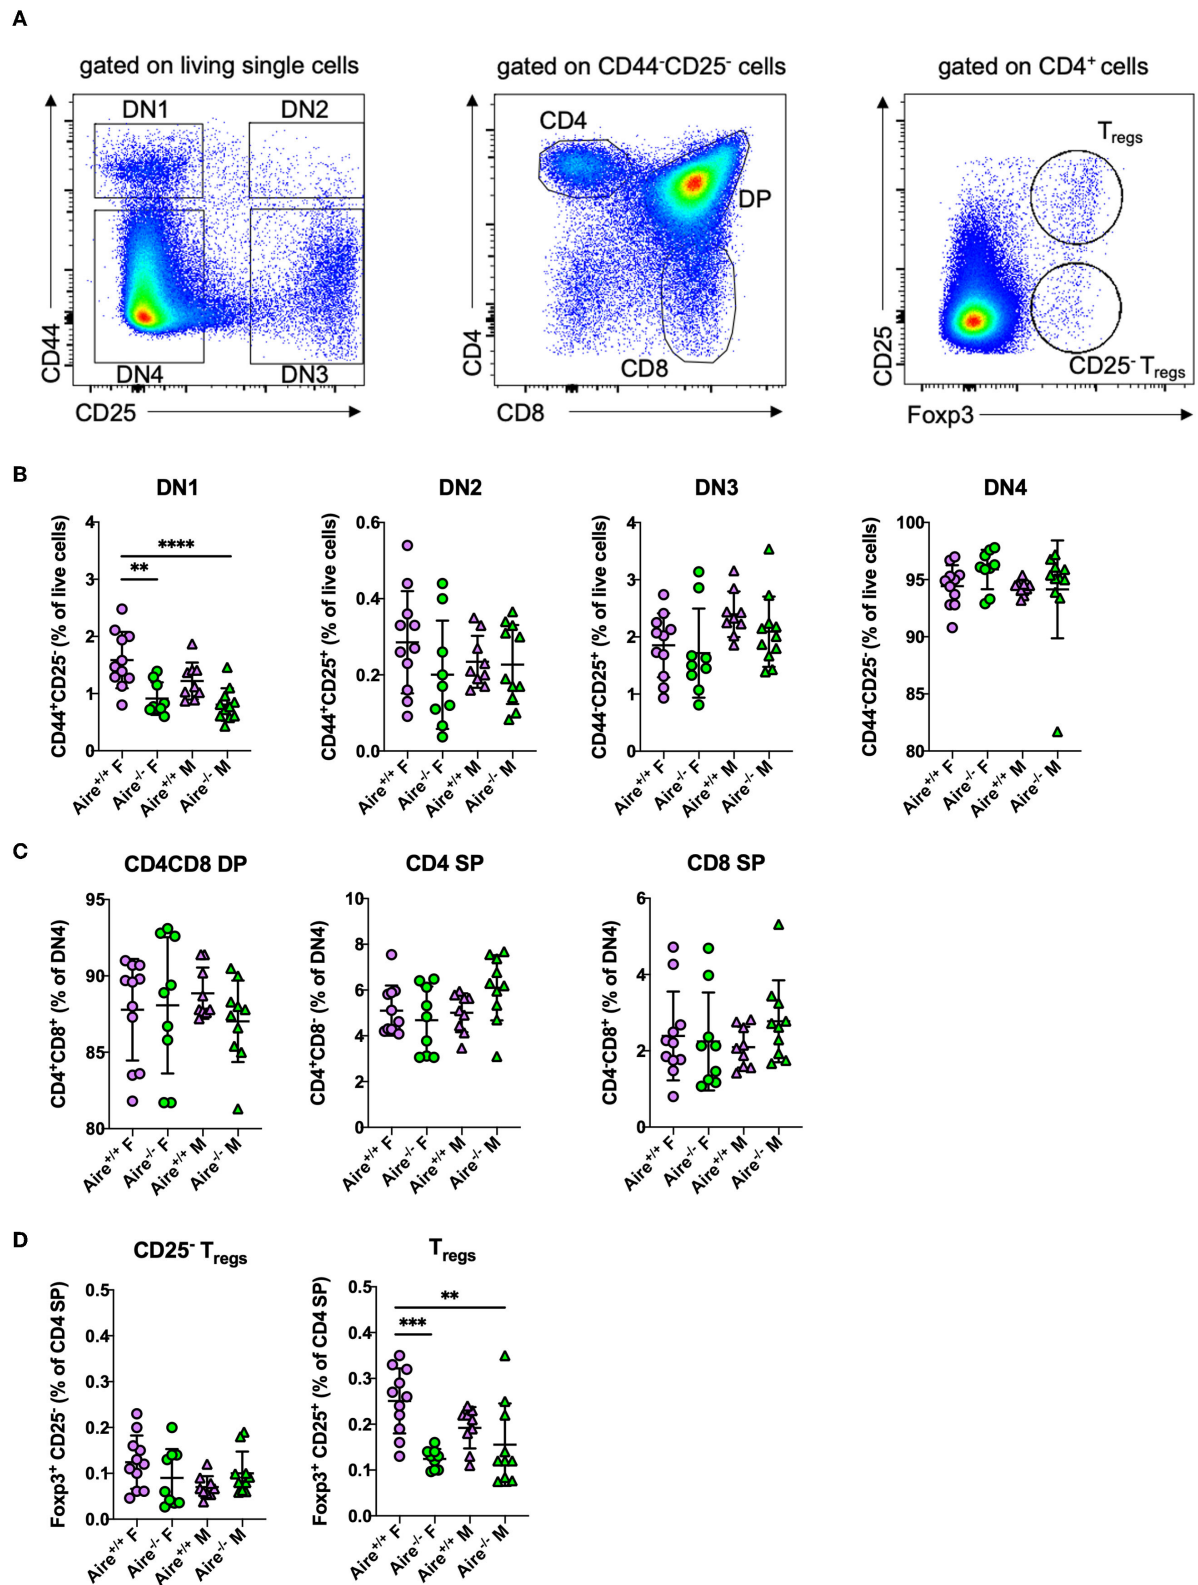 A
gated on living single cells
gated on CD44⁻CD25⁻ cells
gated on CD4⁺ cells
DN1
DN2
DN4
DN3
CD44
CD25
CD4
DP
CD8
CD4
CD8
Tregs
CD25⁻ Tregs
CD25
Foxp3
B
DN1
CD44⁺CD25⁻ (% of live cells)
4
3
2
1
0
****
**
Aire⁺/⁺ F
Aire⁻/⁻ F
Aire⁺/⁺ M
Aire⁻/⁻ M
DN2
CD44⁺CD25⁺ (% of live cells)
0.6
0.4
0.2
0.0
Aire⁺/⁺ F
Aire⁻/⁻ F
Aire⁺/⁺ M
Aire⁻/⁻ M
DN3
CD44⁻CD25⁺ (% of live cells)
4
3
2
1
0
Aire⁺/⁺ F
Aire⁻/⁻ F
Aire⁺/⁺ M
Aire⁻/⁻ M
DN4
CD44⁻CD25⁻ (% of live cells)
100
95
90
85
80
Aire⁺/⁺ F
Aire⁻/⁻ F
Aire⁺/⁺ M
Aire⁻/⁻ M
C
CD4CD8 DP
CD4⁺CD8⁺ (% of DN4)
95
90
85
80
Aire⁺/⁺ F
Aire⁻/⁻ F
Aire⁺/⁺ M
Aire⁻/⁻ M
CD4 SP
CD4⁺CD8⁻ (% of DN4)
10
8
6
4
2
0
Aire⁺/⁺ F
Aire⁻/⁻ F
Aire⁺/⁺ M
Aire⁻/⁻ M
CD8 SP
CD4⁻CD8⁺ (% of DN4)
6
4
2
0
Aire⁺/⁺ F
Aire⁻/⁻ F
Aire⁺/⁺ M
Aire⁻/⁻ M
D
CD25⁻ Tregs
Foxp3⁺ CD25⁻ (% of CD4 SP)
0.5
0.4
0.3
0.2
0.1
0.0
Aire⁺/⁺ F
Aire⁻/⁻ F
Aire⁺/⁺ M
Aire⁻/⁻ M
Tregs
Foxp3⁺ CD25⁺ (% of CD4 SP)
0.5
0.4
0.3
0.2
0.1
0.0
**
***
Aire⁺/⁺ F
Aire⁻/⁻ F
Aire⁺/⁺ M
Aire⁻/⁻ M